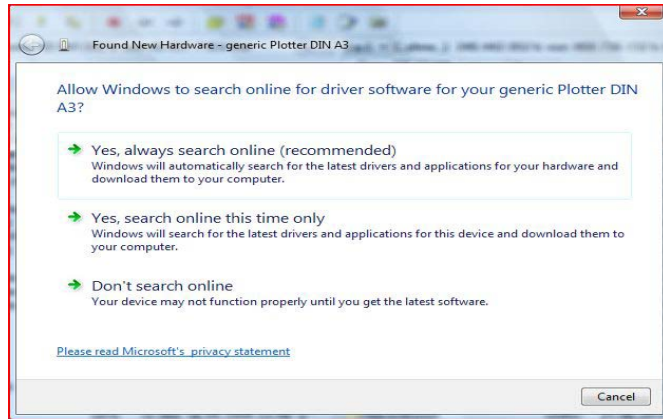 Found New Hardware - generic Plotter DIN A3
Allow Windows to search online for driver software for your generic Plotter DIN
A3?
Yes, always search online (recommended)
Windows will automatically search for the latest drivers and applications for your hardware and
download them to your computer.
Yes, search online this time only
Windows will search for the latest drivers and applications for this device and download them to
your computer.
Don't search online
Your device may not function properly until you get the latest software.
Please read Microsoft's privacy statement
Cancel